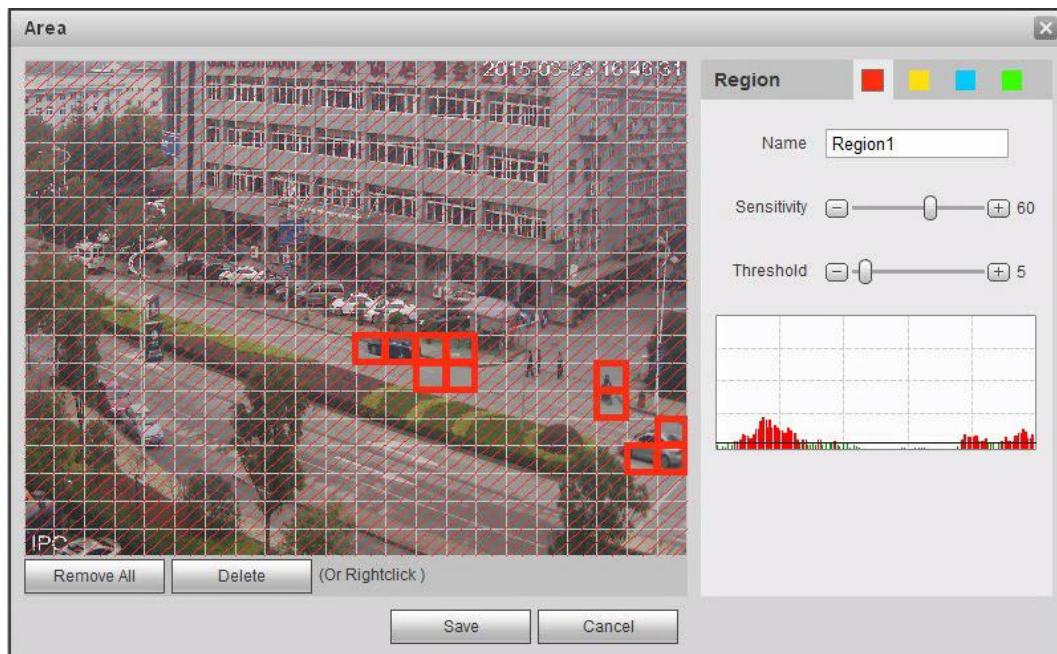 Area
2015-03-23 16:46:31
Region
Name Region1
Sensitivity 60
Threshold 5
IPC
Remove All Delete (Or Rightclick )
Save Cancel